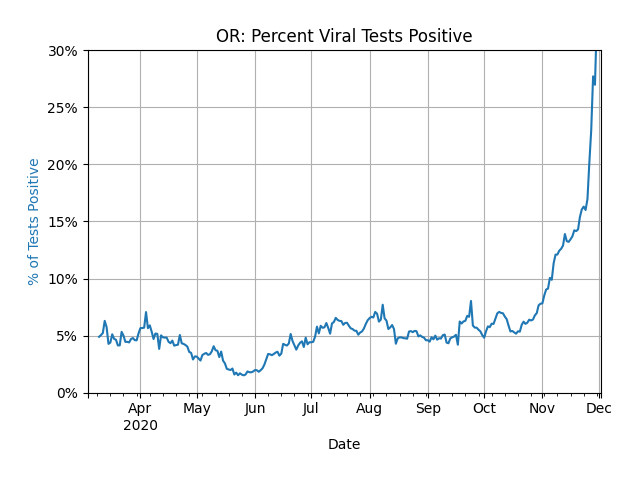 OR: Percent Viral Tests Positive
30%
25%
20%
15%
10%
5%
0%
% of Tests Positive
Apr May Jun Jul Aug Sep Oct Nov Dec
2020
Date